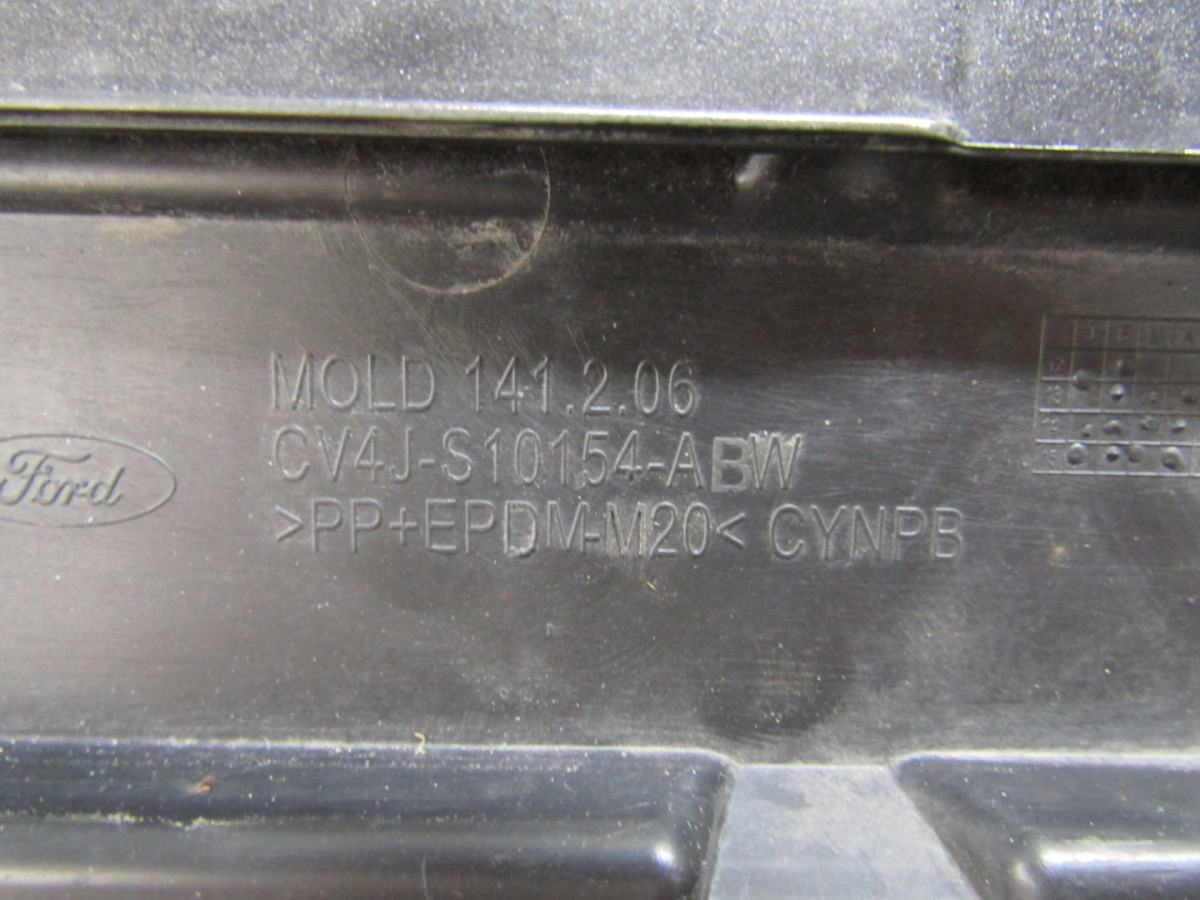 MOLD 141.2.06
CV4J-S10154-ABW
>PP+EPDM-M20< CYNPB
Ford